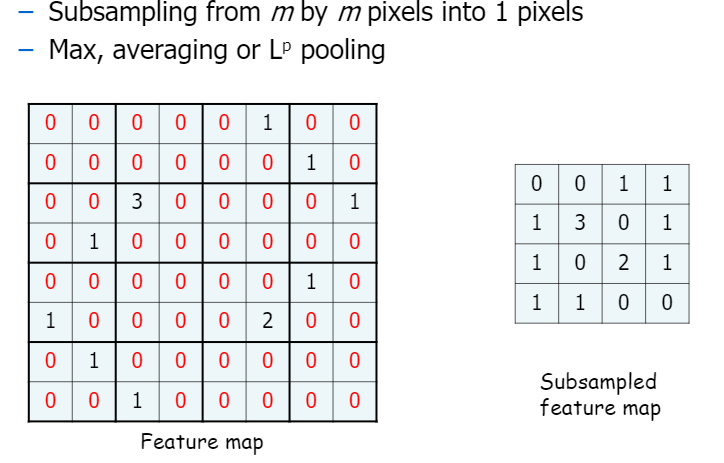 – Subsampling from m by m pixels into 1 pixels
– Max, averaging or Lᵖ pooling
0 0 0 0 0 1 0 0
0 0 0 0 0 0 1 0
0 0 3 0 0 0 0 1
0 1 0 0 0 0 0 0
0 0 0 0 0 0 1 0
1 0 0 0 0 2 0 0
0 1 0 0 0 0 0 0
0 0 1 0 0 0 0 0
Feature map
0 0 1 1
1 3 0 1
1 0 2 1
1 1 0 0
Subsampled
feature map